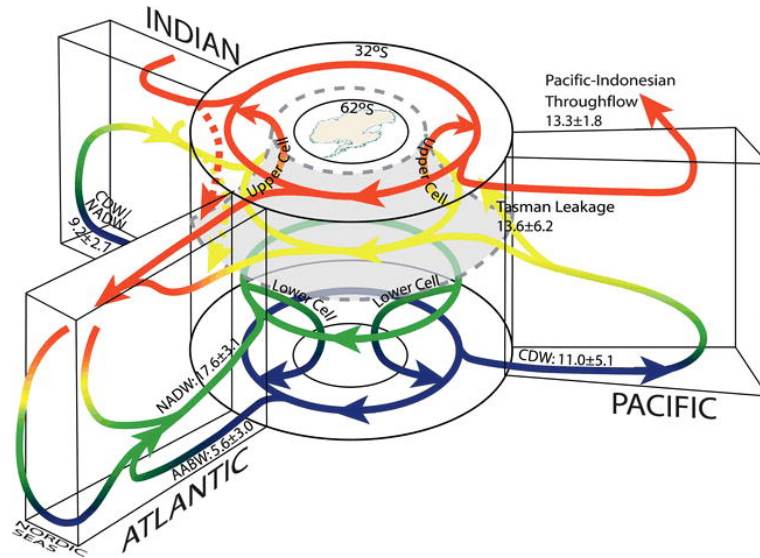 INDIAN
32ºS
62ºS
Pacific-Indonesian
Throughflow
13.3±1.8
Upper Cell
Upper Cell
Tasman Leakage
13.6±6.2
CDW/
NADW
9.2±2.7
Lower Cell
Lower Cell
NADW: 17.6±3.1
CDW: 11.0±5.1
PACIFIC
AABW: 5.6±3.0
ATLANTIC
NORDIC
SEAS